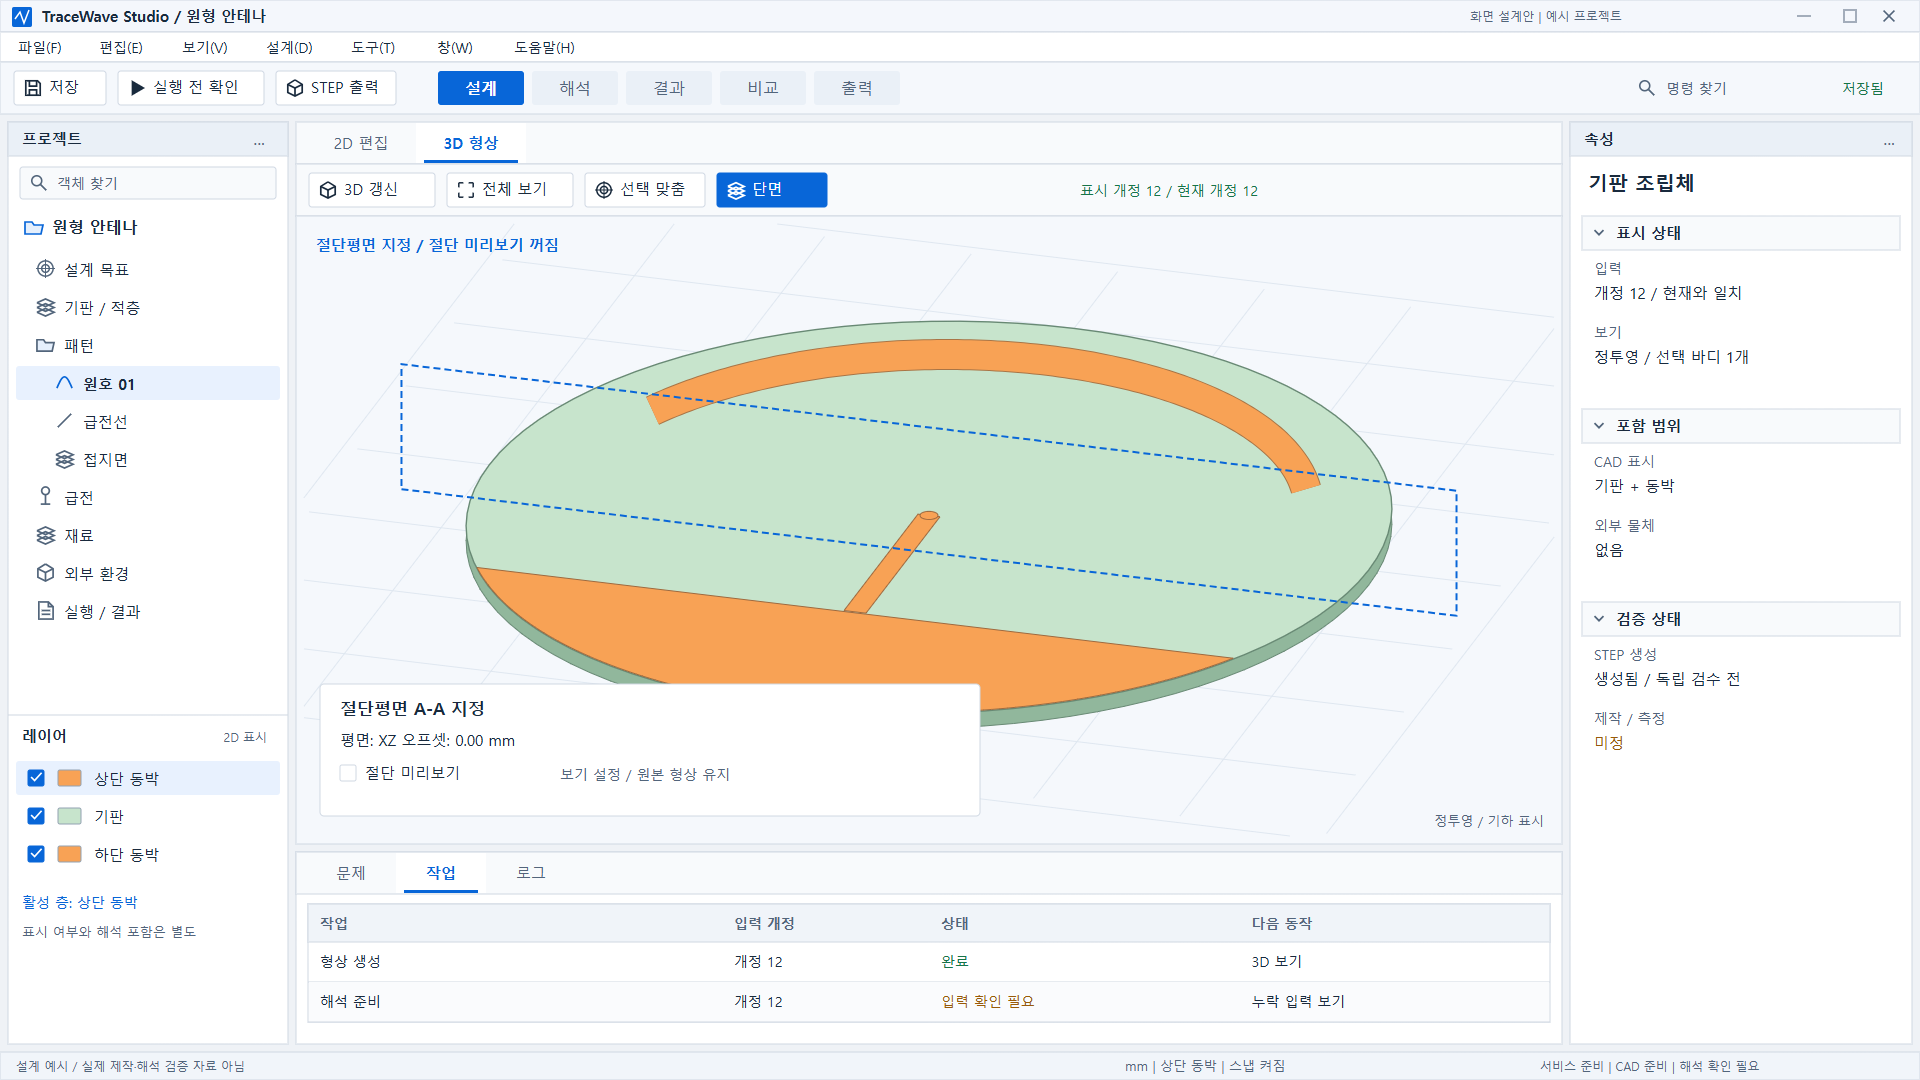 TraceWave Studio / 원형 안테나
화면 설계안 | 예시 프로젝트
파일(F) 편집(E) 보기(V) 설계(D) 도구(T) 창(W) 도움말(H)
저장 실행 전 확인 STEP 출력 설계 해석 결과 비교 출력 명령 찾기 저장됨
프로젝트 ...
객체 찾기
원형 안테나
설계 목표
기판 / 적층
패턴
원호 01
급전선
접지면
급전
재료
외부 환경
실행 / 결과
레이어 2D 표시
상단 동박
기판
하단 동박
활성 층: 상단 동박
표시 여부와 해석 포함은 별도
2D 편집 3D 형상
3D 갱신 전체 보기 선택 맞춤 단면 표시 개정 12 / 현재 개정 12
절단평면 지정 / 절단 미리보기 꺼짐
절단평면 A-A 지정
평면: XZ 오프셋: 0.00 mm
절단 미리보기 보기 설정 / 원본 형상 유지
정투영 / 기하 표시
문제 작업 로그
작업 입력 개정 상태 다음 동작
형상 생성 개정 12 완료 3D 보기
해석 준비 개정 12 입력 확인 필요 누락 입력 보기
속성 ...
기판 조립체
표시 상태
입력
개정 12 / 현재와 일치
보기
정투영 / 선택 바디 1개
포함 범위
CAD 표시
기판 + 동박
외부 물체
없음
검증 상태
STEP 생성
생성됨 / 독립 검수 전
제작 / 측정
미정
설계 예시 / 실제 제작·해석 검증 자료 아님
mm | 상단 동박 | 스냅 켜짐
서비스 준비 | CAD 준비 | 해석 확인 필요